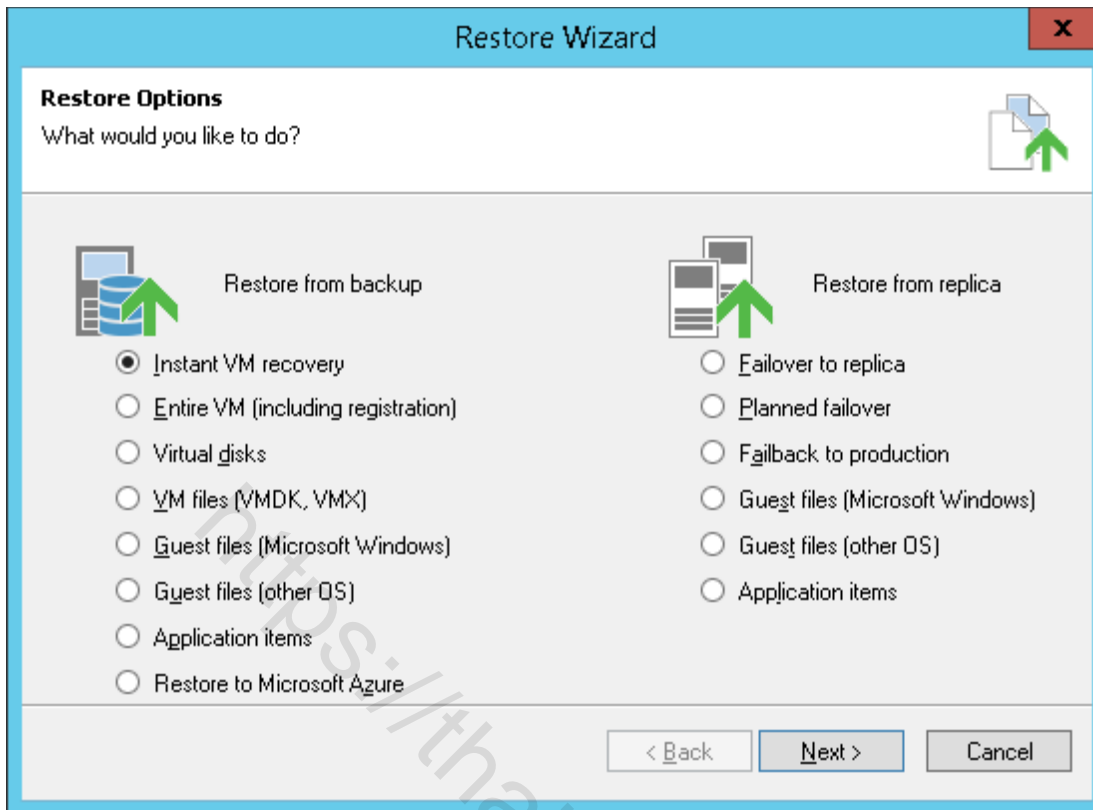 Restore Wizard
x
Restore Options
What would you like to do?
Restore from backup
Instant VM recovery
Entire VM (including registration)
Virtual disks
VM files (VMDK, VMX)
Guest files (Microsoft Windows)
Guest files (other OS)
Application items
Restore to Microsoft Azure
Restore from replica
Failover to replica
Planned failover
Failback to production
Guest files (Microsoft Windows)
Guest files (other OS)
Application items
< Back
Next >
Cancel
https://tha